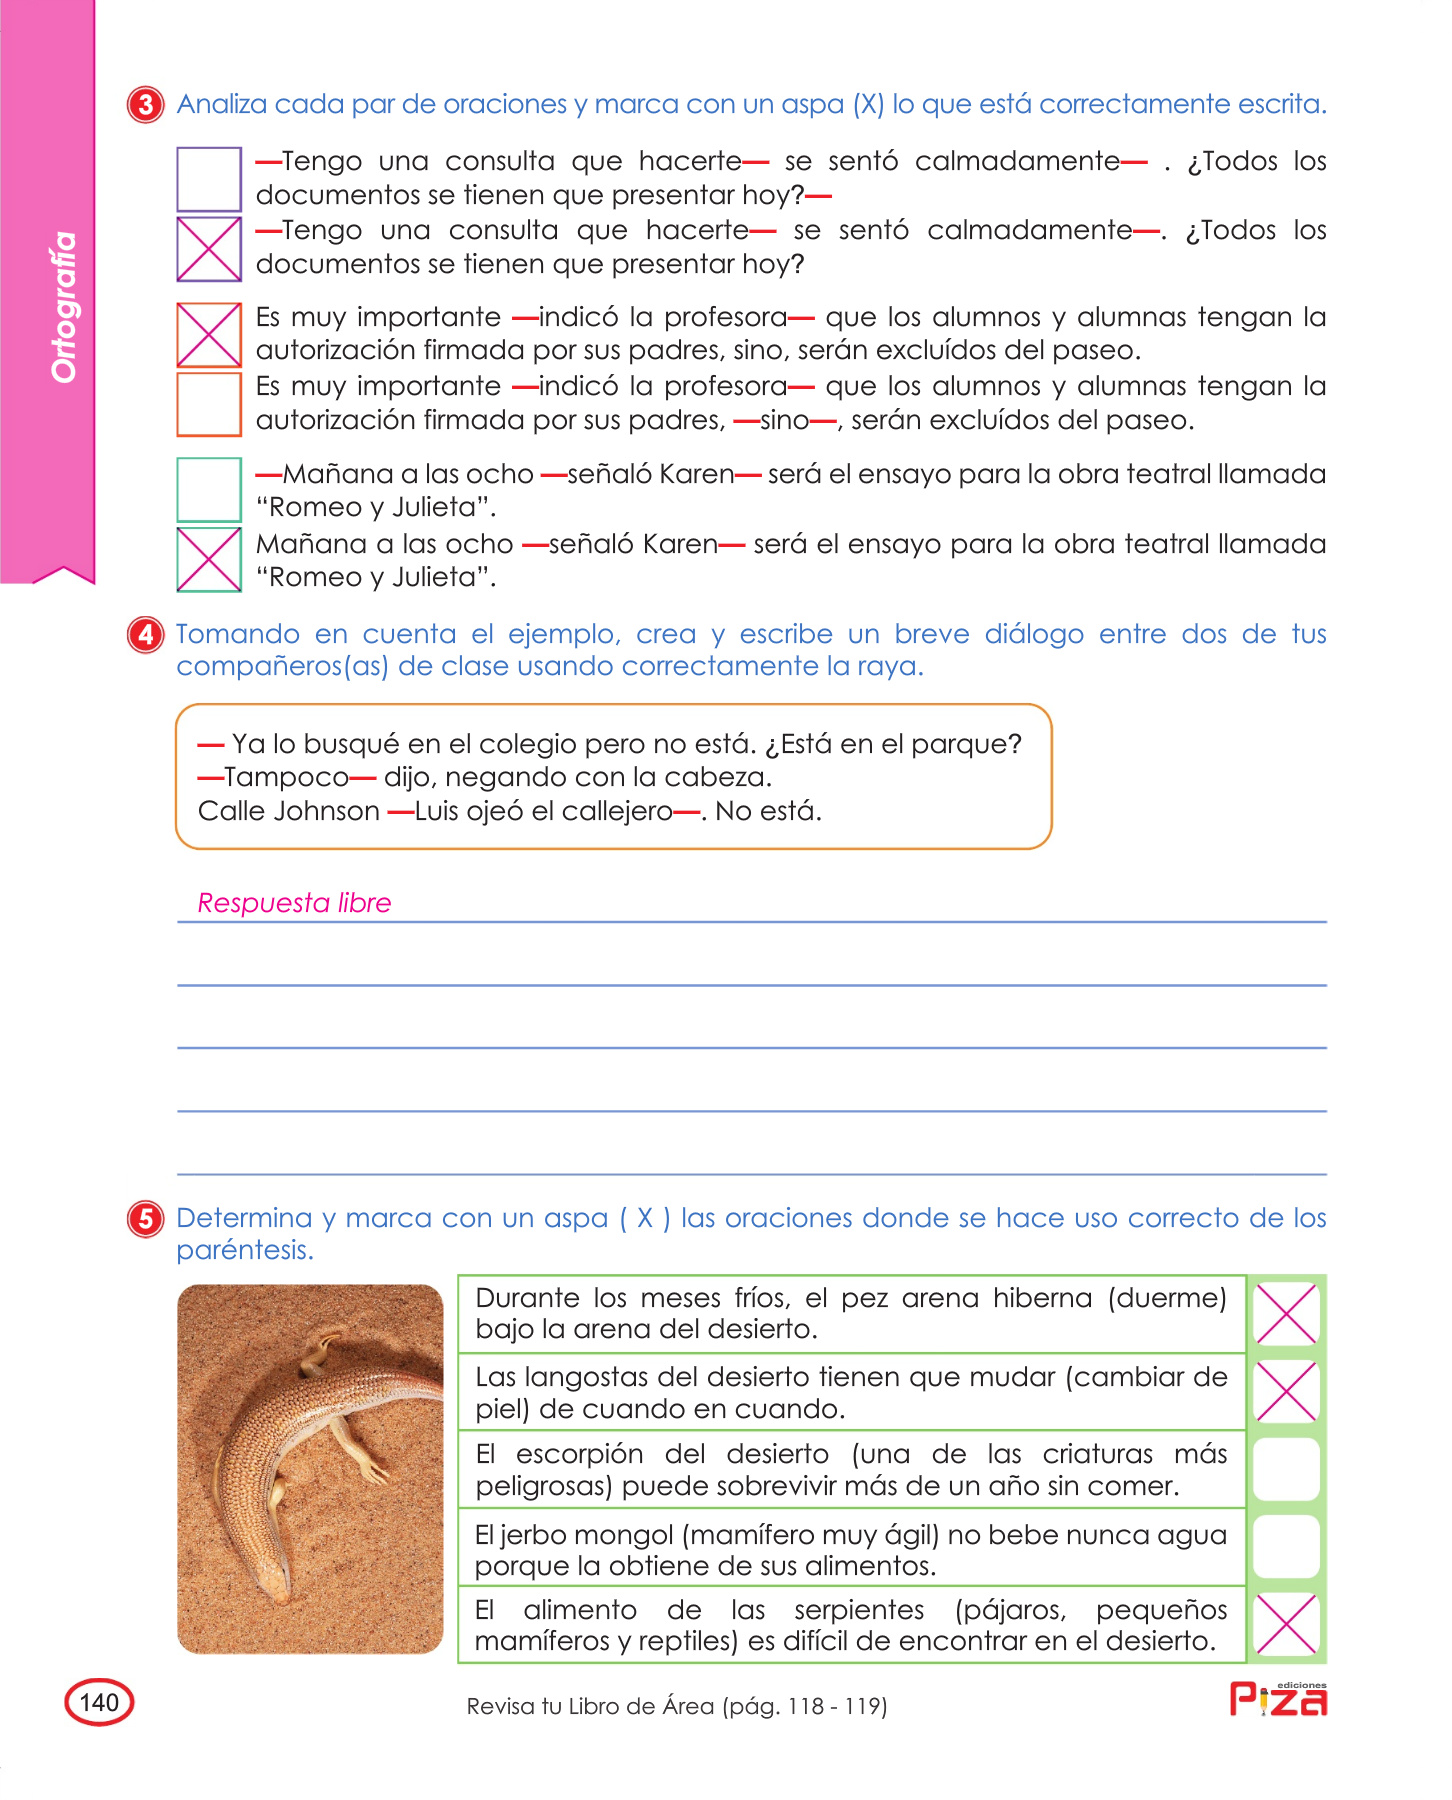 Ortografía
3 Analiza cada par de oraciones y marca con un aspa (X) lo que está correctamente escrita.
—Tengo una consulta que hacerte— se sentó calmadamente— . ¿Todos los
documentos se tienen que presentar hoy?—
—Tengo una consulta que hacerte— se sentó calmadamente—. ¿Todos los
documentos se tienen que presentar hoy?
Es muy importante —indicó la profesora— que los alumnos y alumnas tengan la
autorización firmada por sus padres, sino, serán excluídos del paseo.
Es muy importante —indicó la profesora— que los alumnos y alumnas tengan la
autorización firmada por sus padres, —sino—, serán excluídos del paseo.
—Mañana a las ocho —señaló Karen— será el ensayo para la obra teatral llamada
“Romeo y Julieta”.
Mañana a las ocho —señaló Karen— será el ensayo para la obra teatral llamada
“Romeo y Julieta”.
4 Tomando en cuenta el ejemplo, crea y escribe un breve diálogo entre dos de tus
compañeros(as) de clase usando correctamente la raya.
— Ya lo busqué en el colegio pero no está. ¿Está en el parque?
—Tampoco— dijo, negando con la cabeza.
Calle Johnson —Luis ojeó el callejero—. No está.
Respuesta libre
5 Determina y marca con un aspa ( X ) las oraciones donde se hace uso correcto de los
paréntesis.
Durante los meses fríos, el pez arena hiberna (duerme)
bajo la arena del desierto.
Las langostas del desierto tienen que mudar (cambiar de
piel) de cuando en cuando.
El escorpión del desierto (una de las criaturas más
peligrosas) puede sobrevivir más de un año sin comer.
El jerbo mongol (mamífero muy ágil) no bebe nunca agua
porque la obtiene de sus alimentos.
El alimento de las serpientes (pájaros, pequeños
mamíferos y reptiles) es difícil de encontrar en el desierto.
140
Revisa tu Libro de Área (pág. 118 - 119)
ediciones
Piza